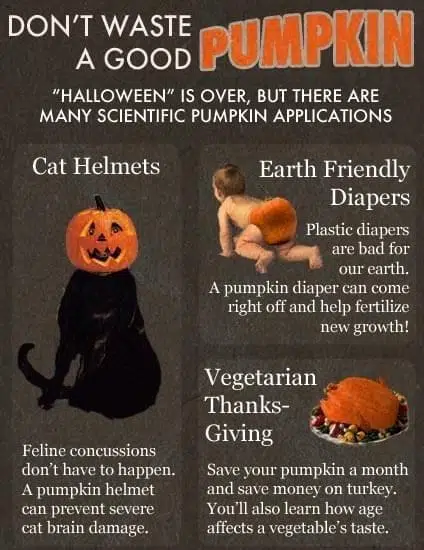 DON'T WASTE
A GOOD PUMPKIN
"HALLOWEEN" IS OVER, BUT THERE ARE
MANY SCIENTIFIC PUMPKIN APPLICATIONS
Cat Helmets
Feline concussions
don't have to happen.
A pumpkin helmet
can prevent severe
cat brain damage.
Earth Friendly
Diapers
Plastic diapers
are bad for
our earth.
A pumpkin diaper can come
right off and help fertilize
new growth!
Vegetarian
Thanks-
Giving
Save your pumpkin a month
and save money on turkey.
You'll also learn how age
affects a vegetable's taste.